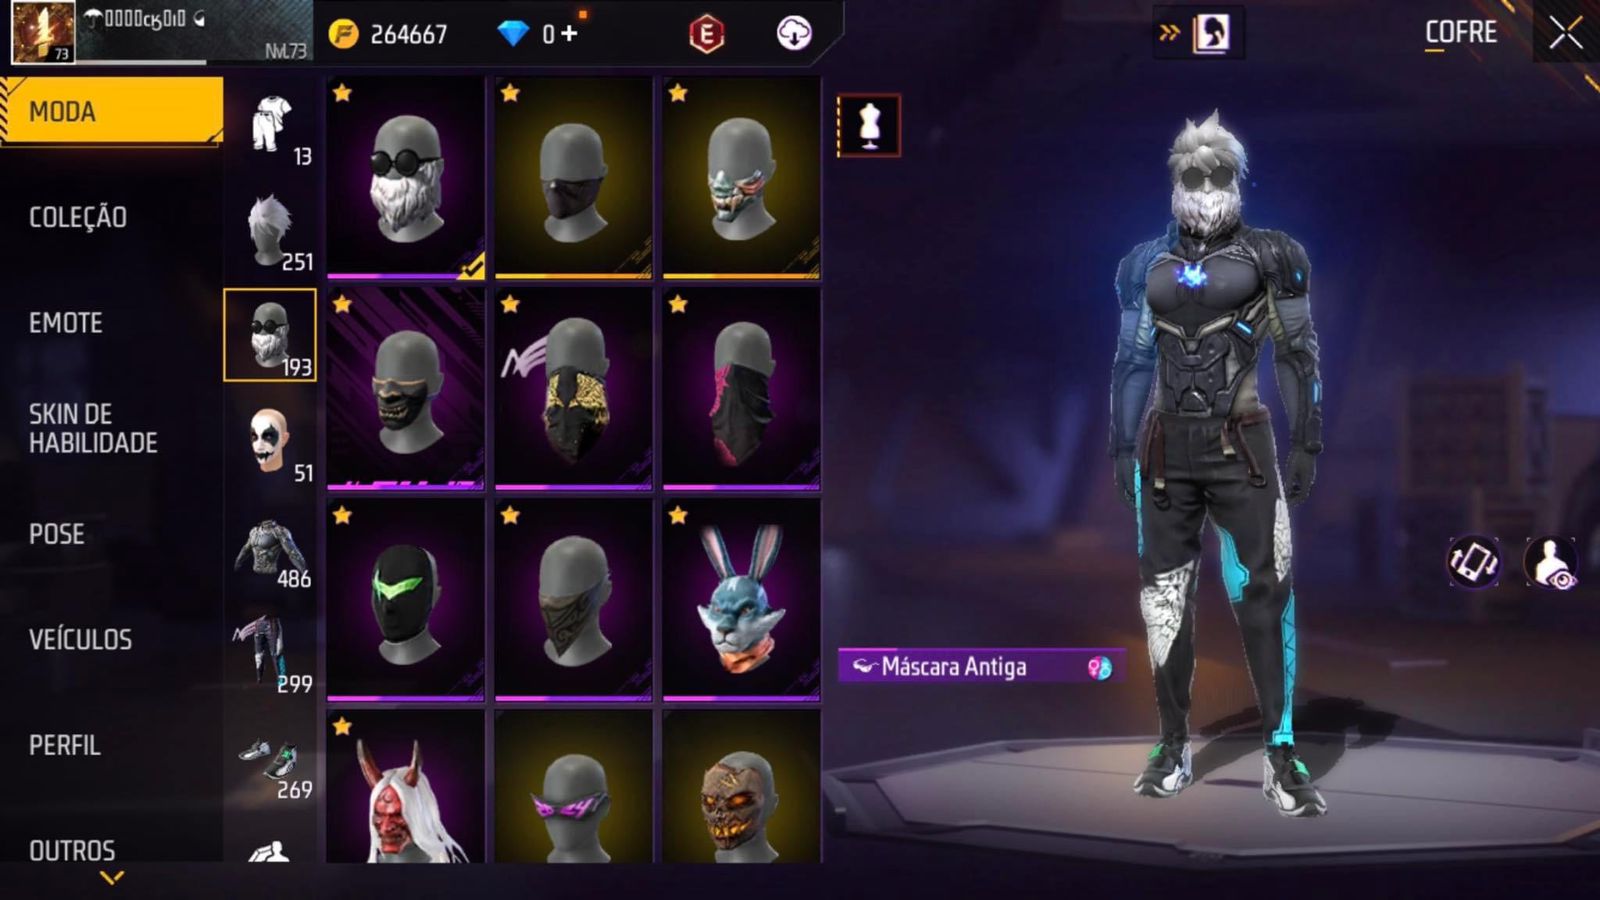 73
Nvl.73
264667
0+
E
COFRE
MODA
13
COLEÇÃO
251
EMOTE
193
SKIN DE
HABILIDADE
51
POSE
486
VEÍCULOS
299
Máscara Antiga
PERFIL
269
OUTROS